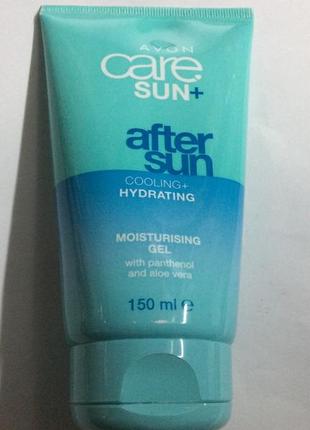 AVON
care
SUN+
after
sun
COOLING+
HYDRATING
MOISTURISING
GEL
with panthenol
and aloe vera
150 ml e